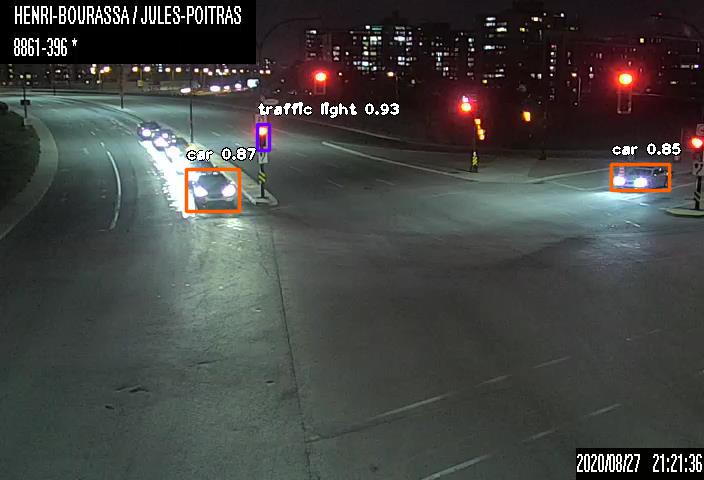 HENRI-BOURASSA / JULES-POITRAS
8861-396 *
traffic light 0.93
car 0.87
car 0.85
2020/08/27 21:21:36